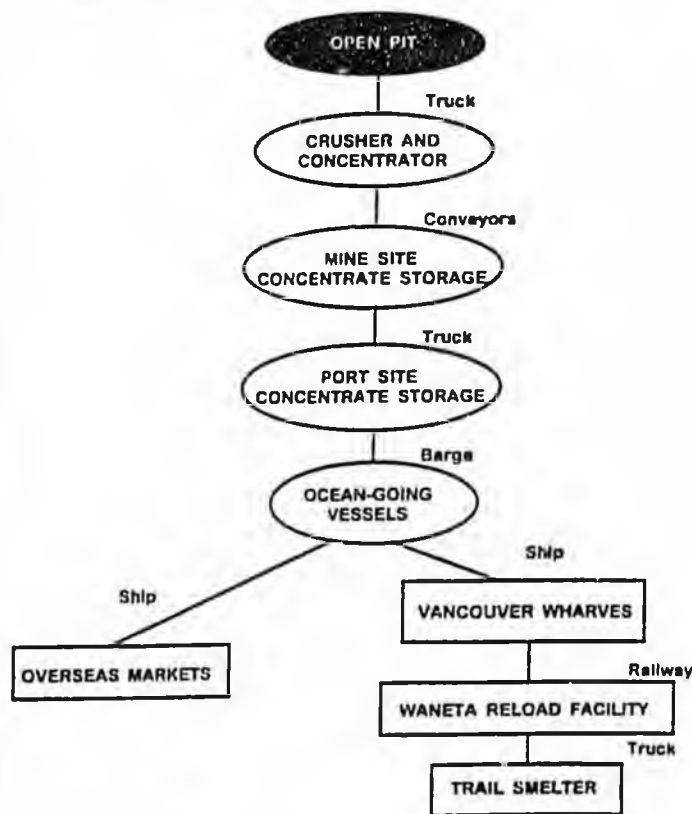 OPEN PIT
Truck
CRUSHER AND
CONCENTRATOR
Conveyors
MINE SITE
CONCENTRATE STORAGE
Truck
PORT SITE
CONCENTRATE STORAGE
Barge
OCEAN-GOING
VESSELS
Ship
Ship
VANCOUVER WHARVES
OVERSEAS MARKETS
Railway
WANETA RELOAD FACILITY
Truck
TRAIL SMELTER